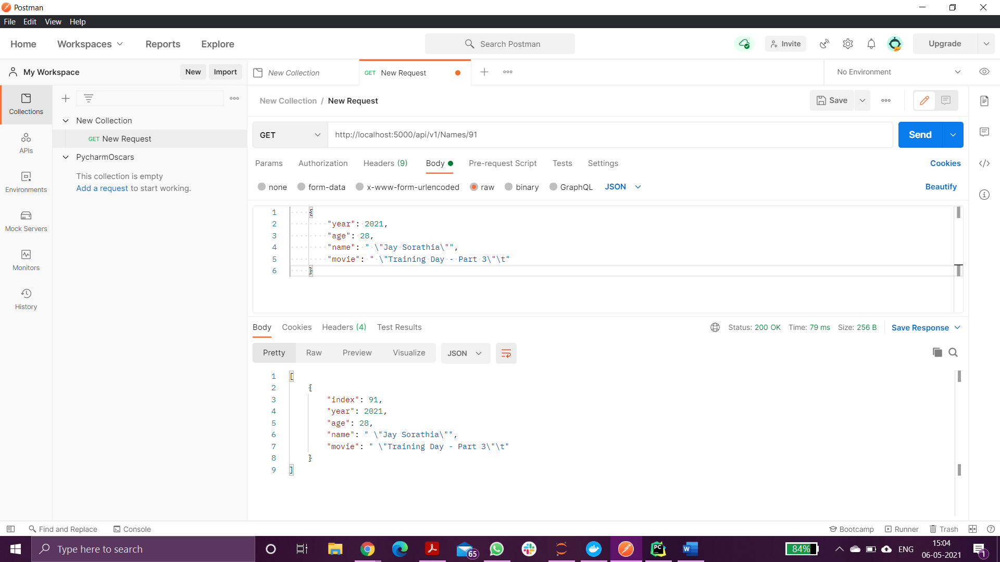 Postman
File Edit View Help
Home Workspaces Reports Explore Search Postman Invite Upgrade
My Workspace New Import New Collection GET New Request No Environment
Collections
APIs
Environments
Mock Servers
Monitors
History
New Collection
GET New Request
PycharmOscars
This collection is empty
Add a request to start working.
New Collection / New Request Save
GET http://localhost:5000/api/v1/Names/91 Send
Params Authorization Headers (9) Body Pre-request Script Tests Settings Cookies
none form-data x-www-form-urlencoded raw binary GraphQL JSON Beautify
1 {
2 "year": 2021,
3 "age": 28,
4 "name": " \"Jay Sorathia\"",
5 "movie": " \"Training Day - Part 3\"\t"
6 }
Body Cookies Headers (4) Test Results Status: 200 OK Time: 79 ms Size: 256 B Save Response
Pretty Raw Preview Visualize JSON
1 [
2 {
3 "index": 91,
4 "year": 2021,
5 "age": 28,
6 "name": " \"Jay Sorathia\"",
7 "movie": " \"Training Day - Part 3\"\t"
8 }
9 ]
Find and Replace Console Bootcamp Runner Trash
Type here to search 65 PC W 84% ENG 15:04
06-05-2021 1